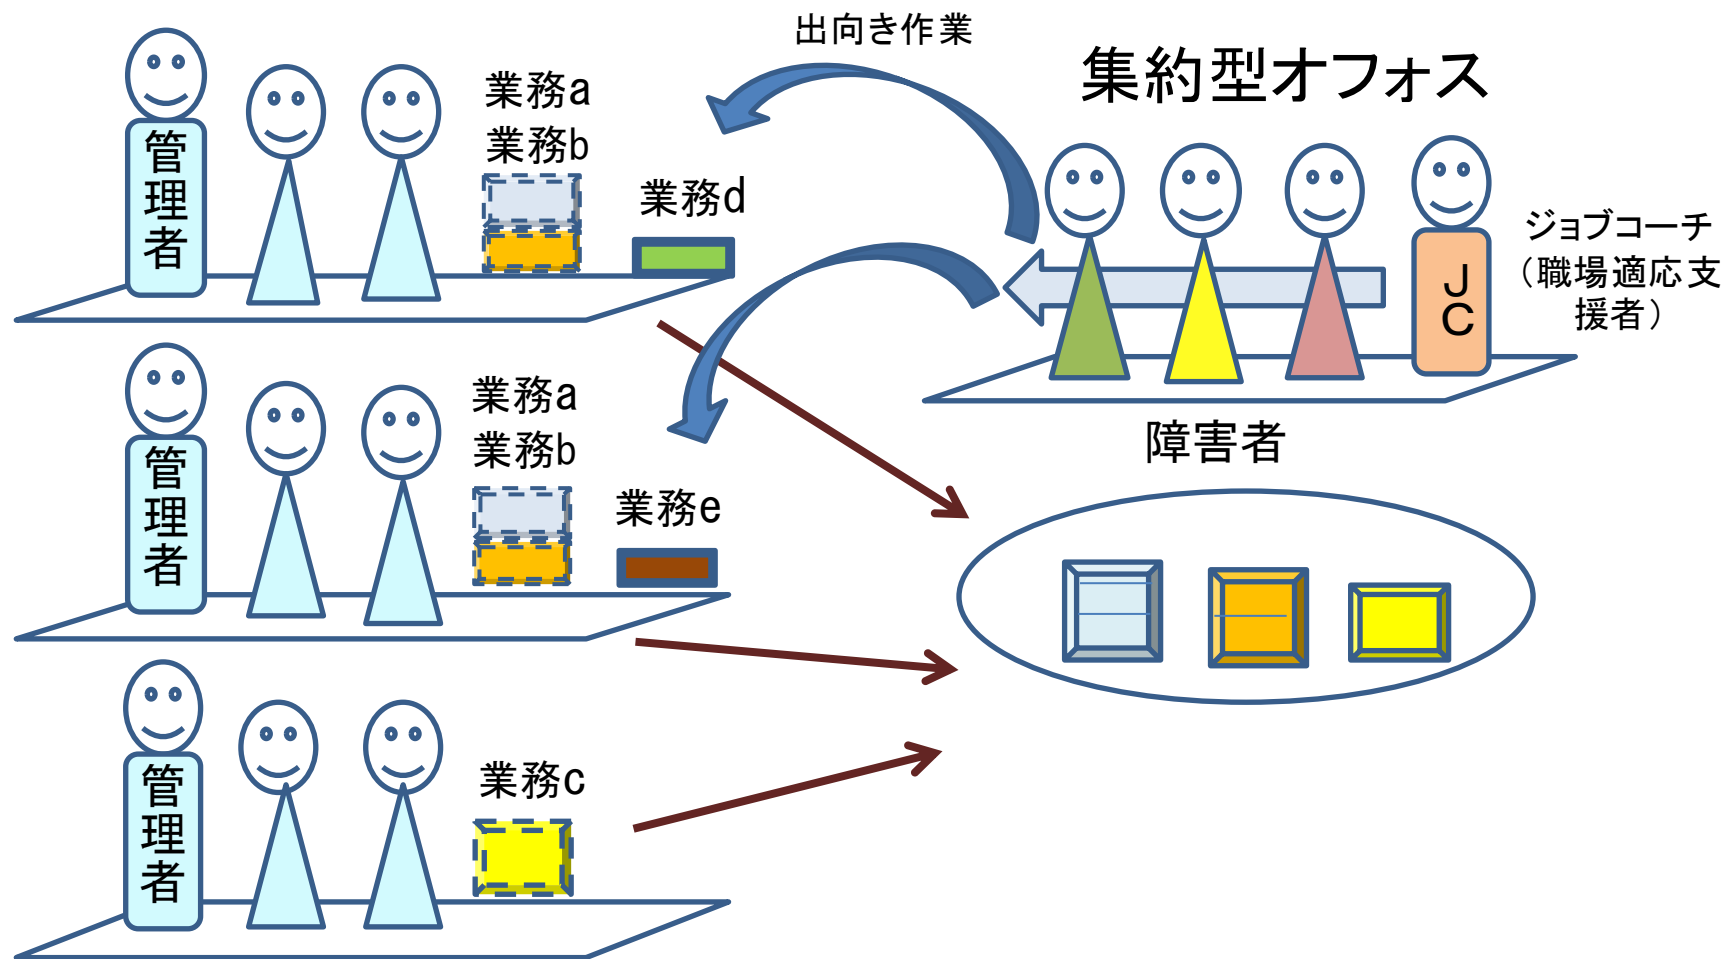 出向き作業
集約型オフォス
業務a
業務b
業務d
管理者
ジョブコーチ
（職場適応支
援者）
JC
障害者
業務a
業務b
業務e
管理者
業務c
管理者